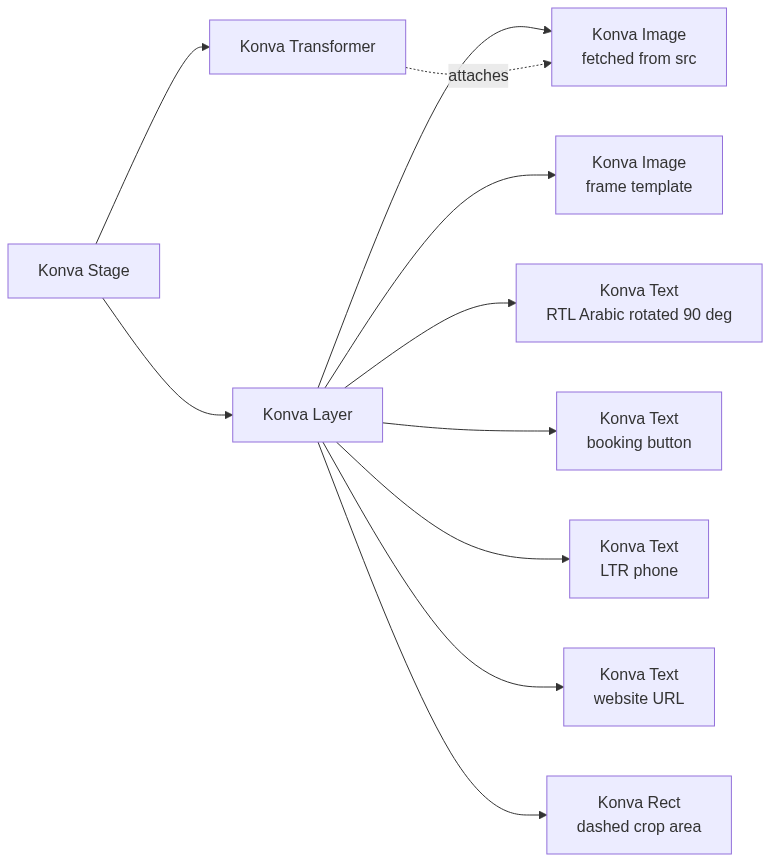 Konva Transformer
Konva Image
fetched from src
attaches
Konva Image
frame template
Konva Stage
Konva Text
RTL Arabic rotated 90 deg
Konva Layer
Konva Text
booking button
Konva Text
LTR phone
Konva Text
website URL
Konva Rect
dashed crop area